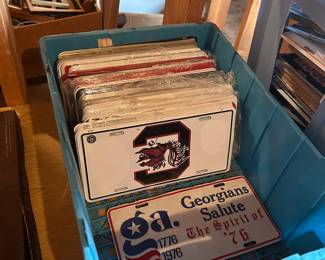 C
ga.
1776
1976
Georgians
Salute
The Spirit of
'76